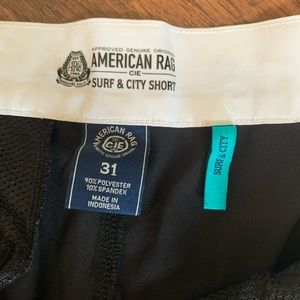 APPROVED GENUINE ORIGINAL
AMERICAN RAG
CIE
SURF & CITY SHORT
AMERICAN RAG
CIE
31
90% POLYESTER
10% SPANDEX
MADE IN
INDONESIA
SURF & CITY